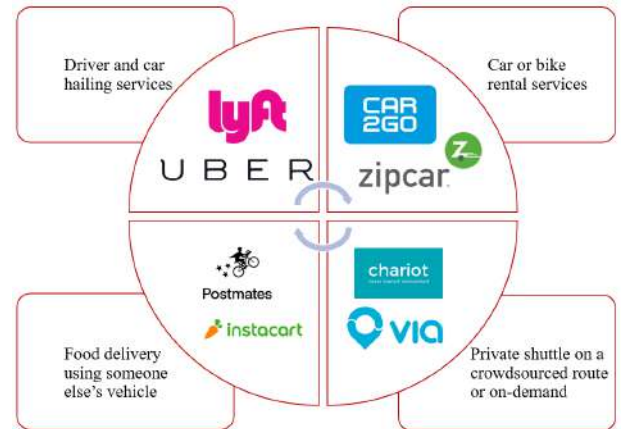 Driver and car
hailing services
lyft
UBER
CAR
2GO
zipcar
Z
Car or bike
rental services
Postmates
instacart
chariot
via
Food delivery
using someone
else's vehicle
Private shuttle on a
crowdsourced route
or on-demand